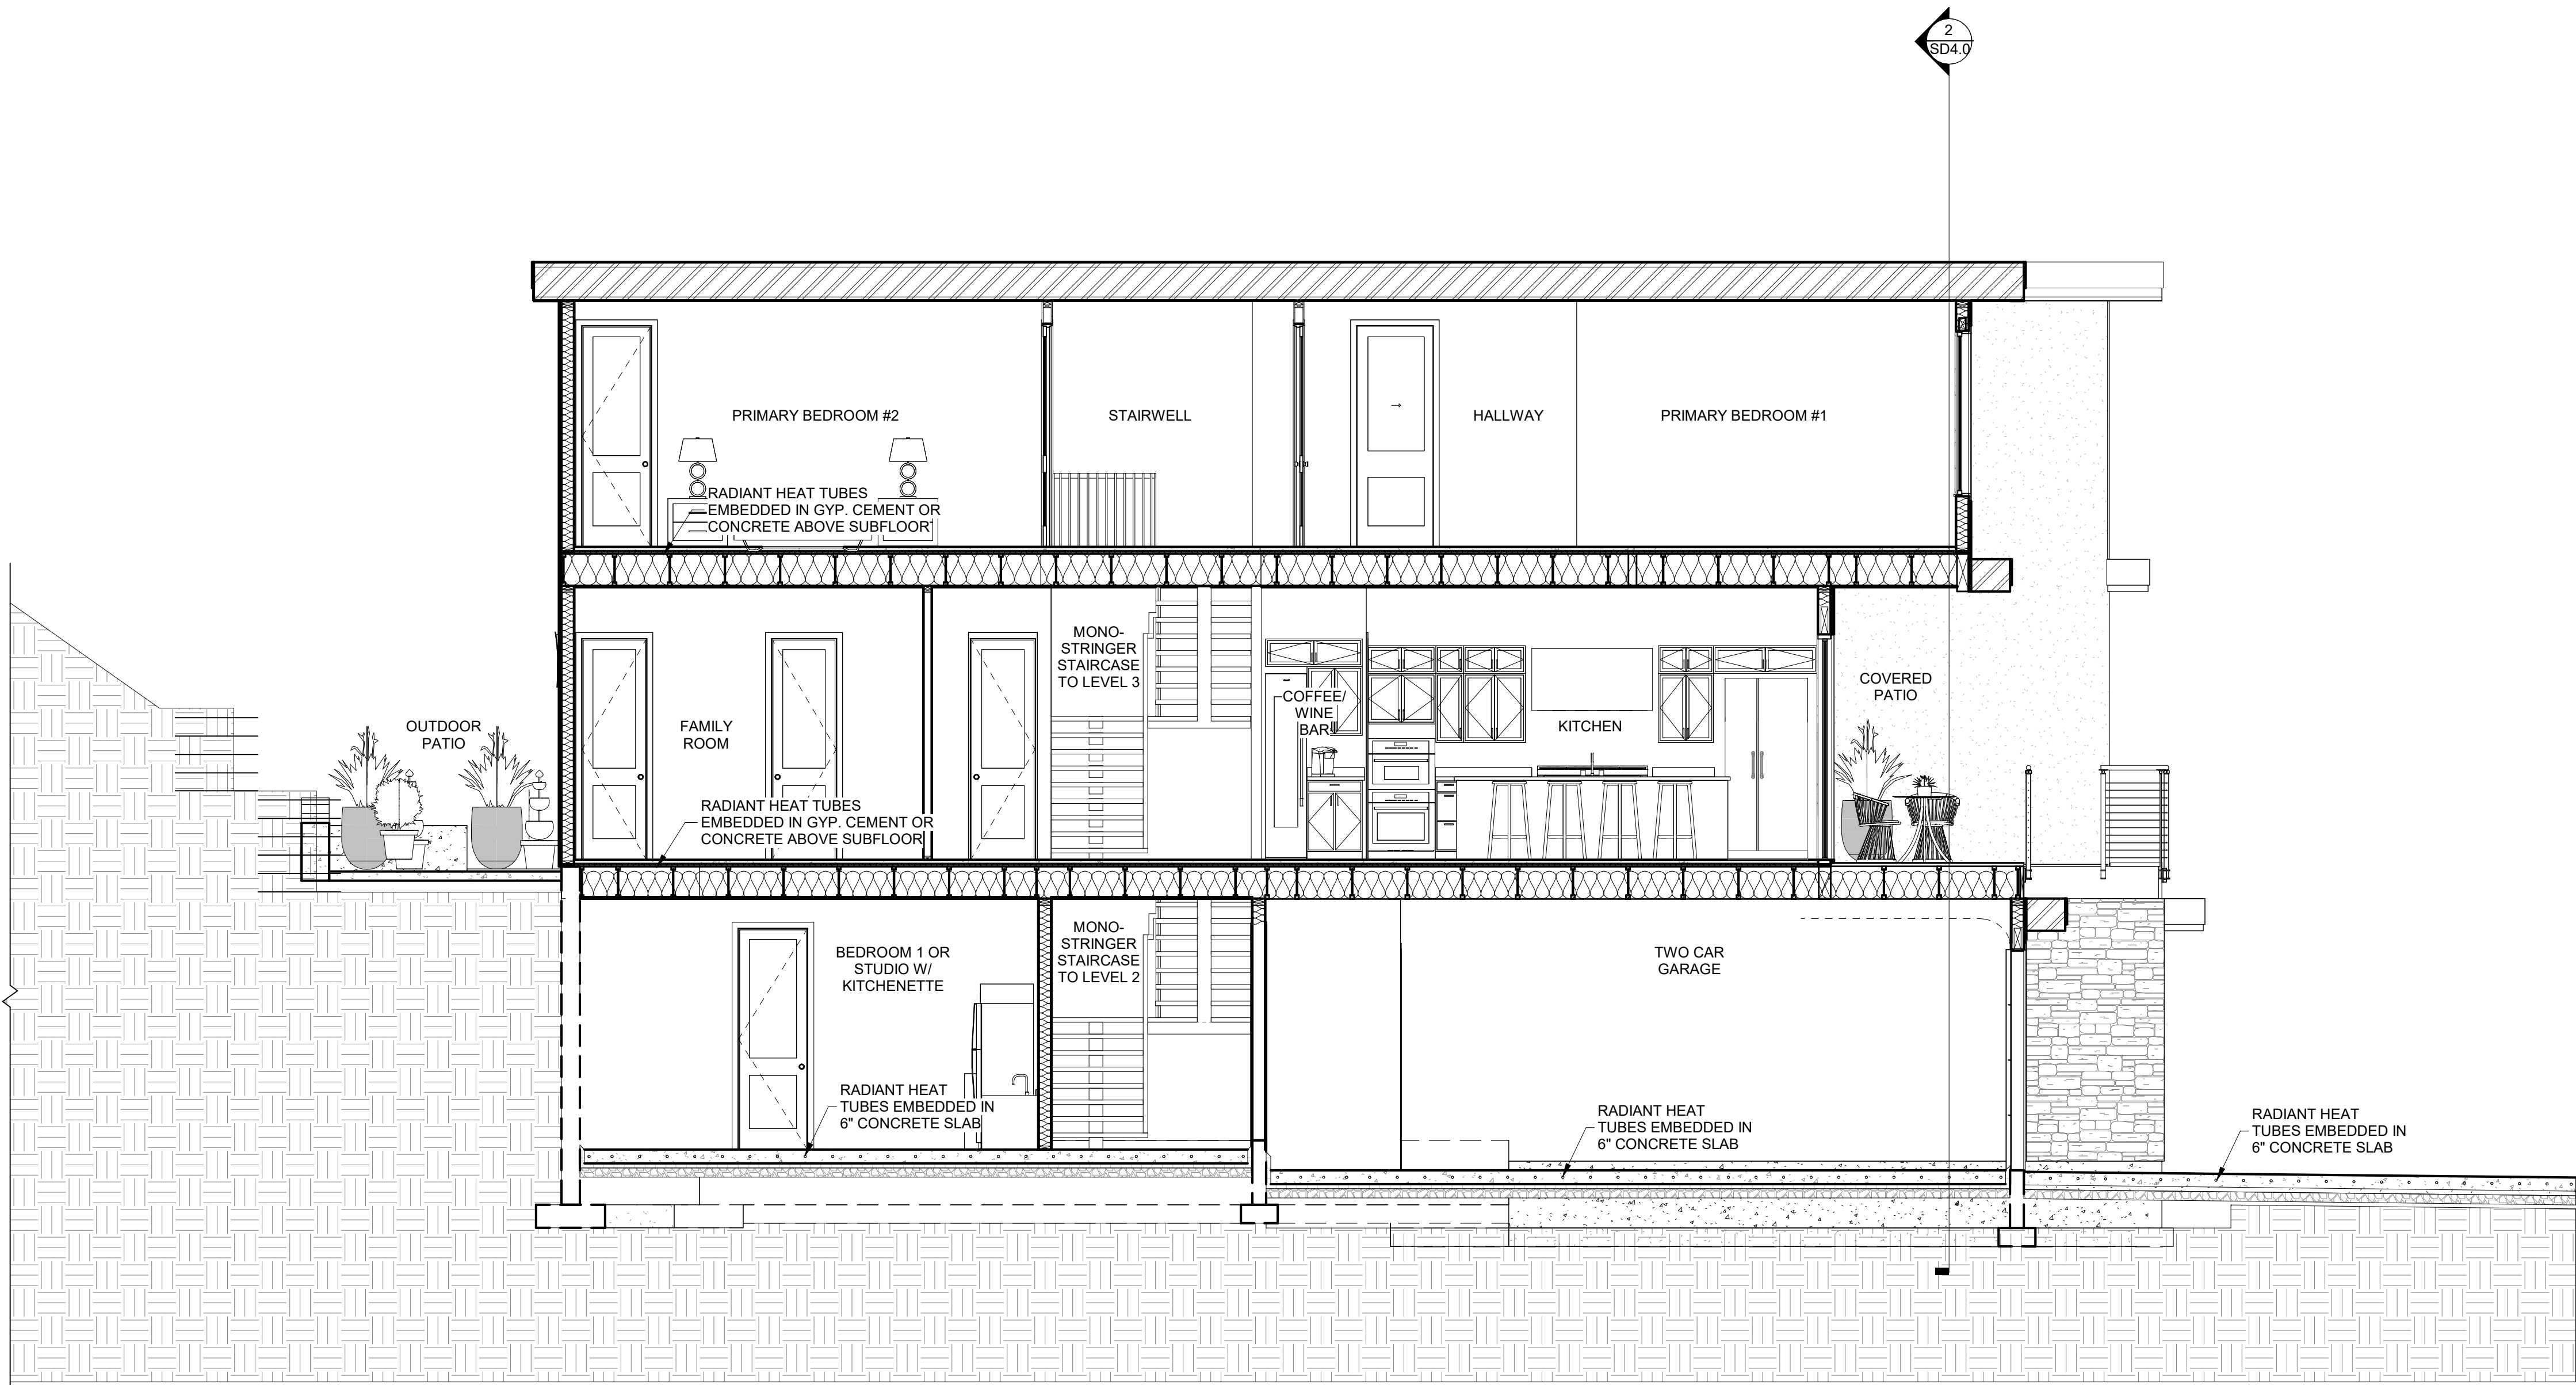 2
SD4.0
PRIMARY BEDROOM #2
STAIRWELL
HALLWAY
PRIMARY BEDROOM #1
RADIANT HEAT TUBES
EMBEDDED IN GYP. CEMENT OR
CONCRETE ABOVE SUBFLOOR
OUTDOOR
PATIO
FAMILY
ROOM
MONO-
STRINGER
STAIRCASE
TO LEVEL 3
COFFEE/
WINE
BAR
KITCHEN
COVERED
PATIO
RADIANT HEAT TUBES
EMBEDDED IN GYP. CEMENT OR
CONCRETE ABOVE SUBFLOOR
BEDROOM 1 OR
STUDIO W/
KITCHENETTE
MONO-
STRINGER
STAIRCASE
TO LEVEL 2
TWO CAR
GARAGE
RADIANT HEAT
TUBES EMBEDDED IN
6" CONCRETE SLAB
RADIANT HEAT
TUBES EMBEDDED IN
6" CONCRETE SLAB
RADIANT HEAT
TUBES EMBEDDED IN
6" CONCRETE SLAB